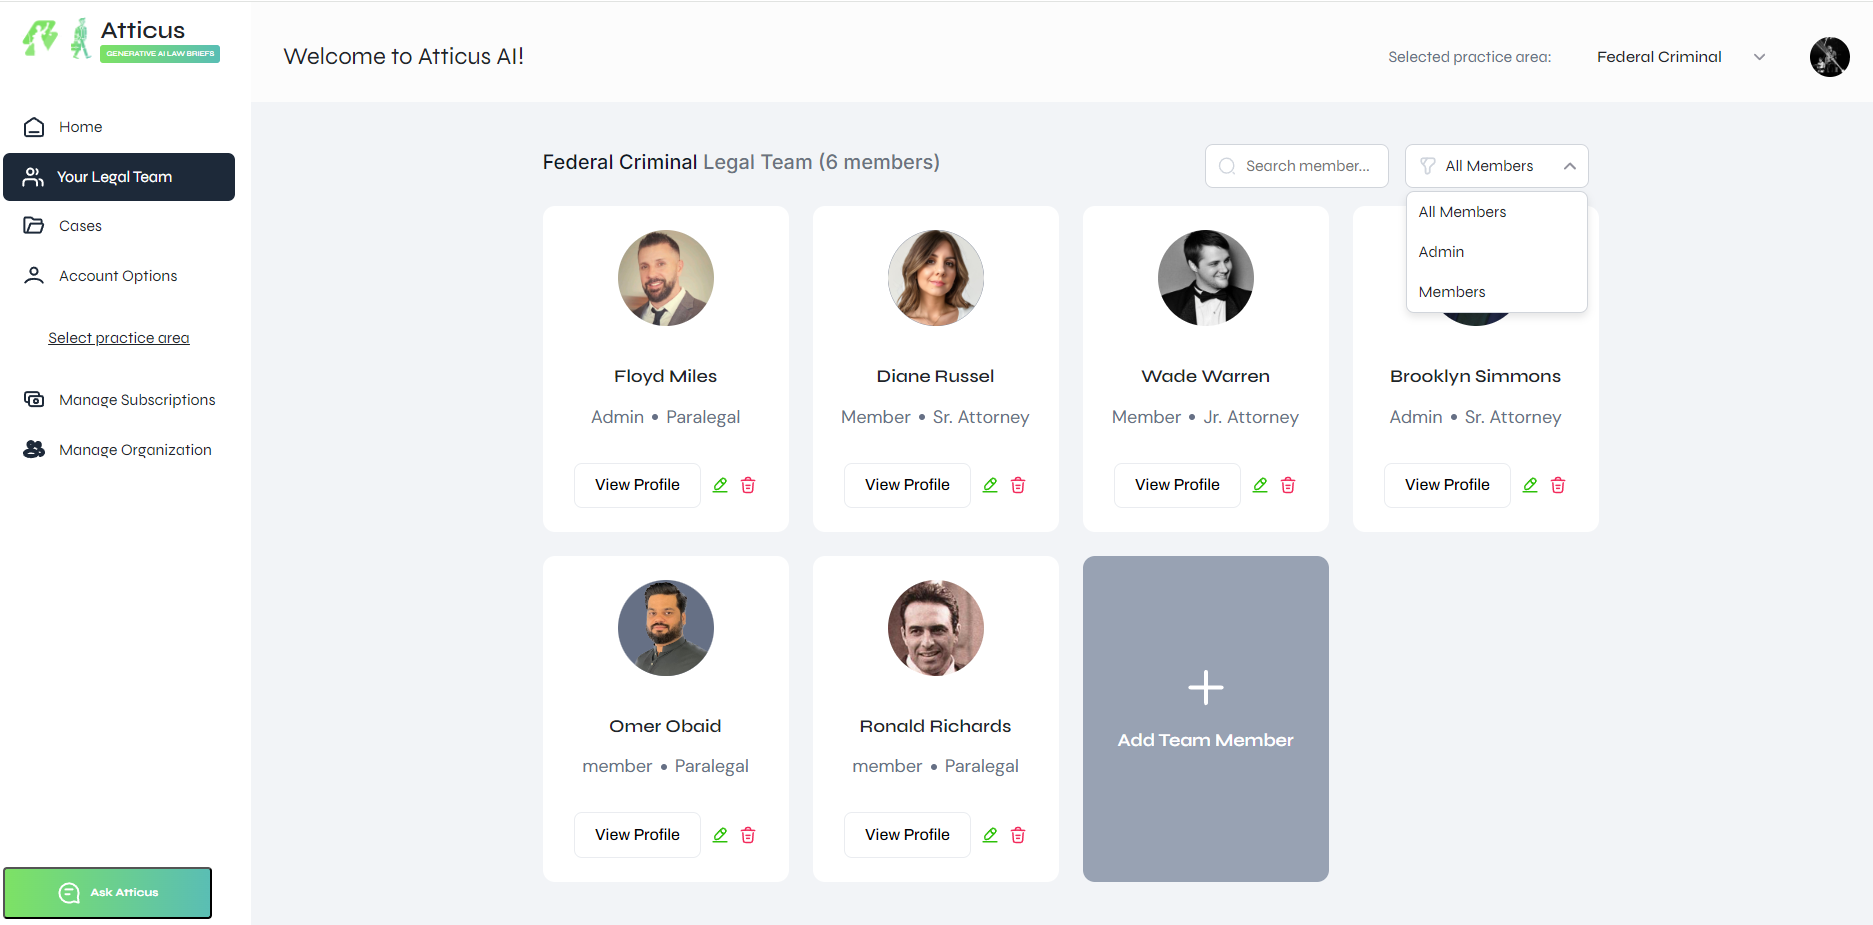 Atticus
GENERATIVE AI LAW BRIEFS
Welcome to Atticus AI!
Selected practice area:
Federal Criminal
Home
Your Legal Team
Cases
Account Options
Select practice area
Manage Subscriptions
Manage Organization
Ask Atticus
Federal Criminal Legal Team (6 members)
Search member...
All Members
All Members
Admin
Members
Floyd Miles
Admin • Paralegal
View Profile
Diane Russel
Member • Sr. Attorney
View Profile
Wade Warren
Member • Jr. Attorney
View Profile
Brooklyn Simmons
Admin • Sr. Attorney
View Profile
Omer Obaid
member • Paralegal
View Profile
Ronald Richards
member • Paralegal
View Profile
Add Team Member